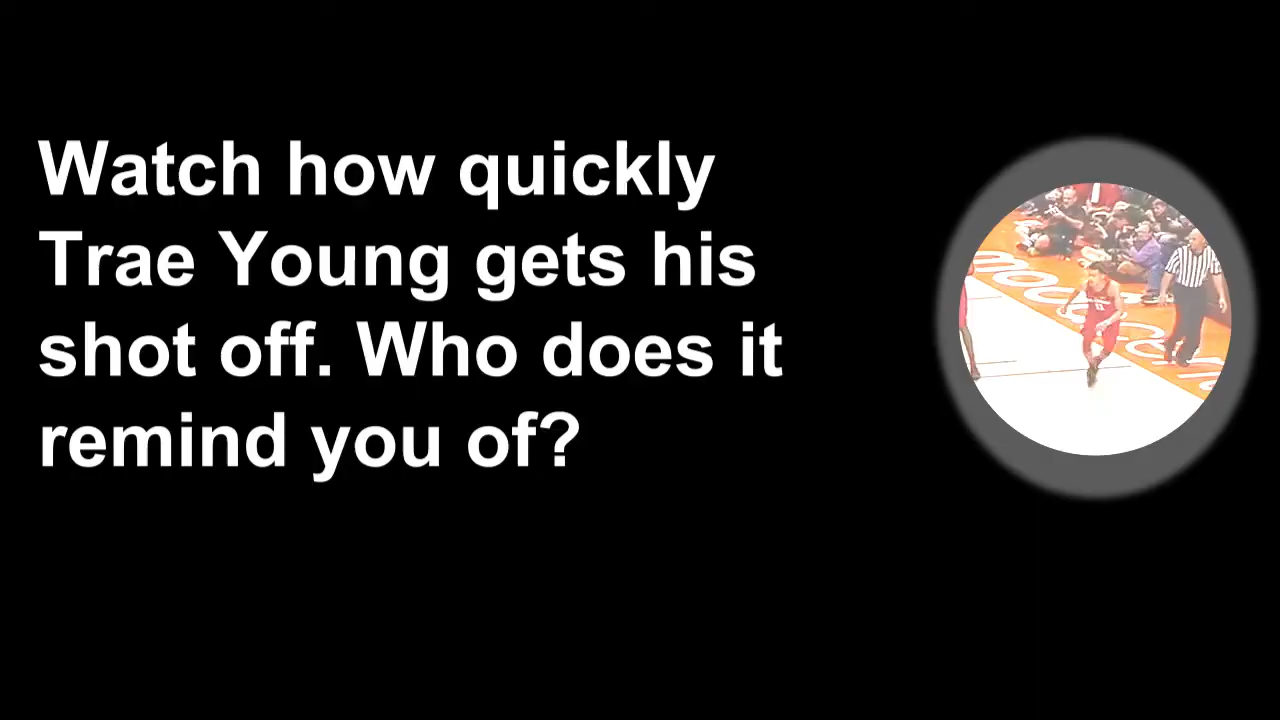 Watch how quickly
Trae Young gets his
shot off. Who does it
remind you of?